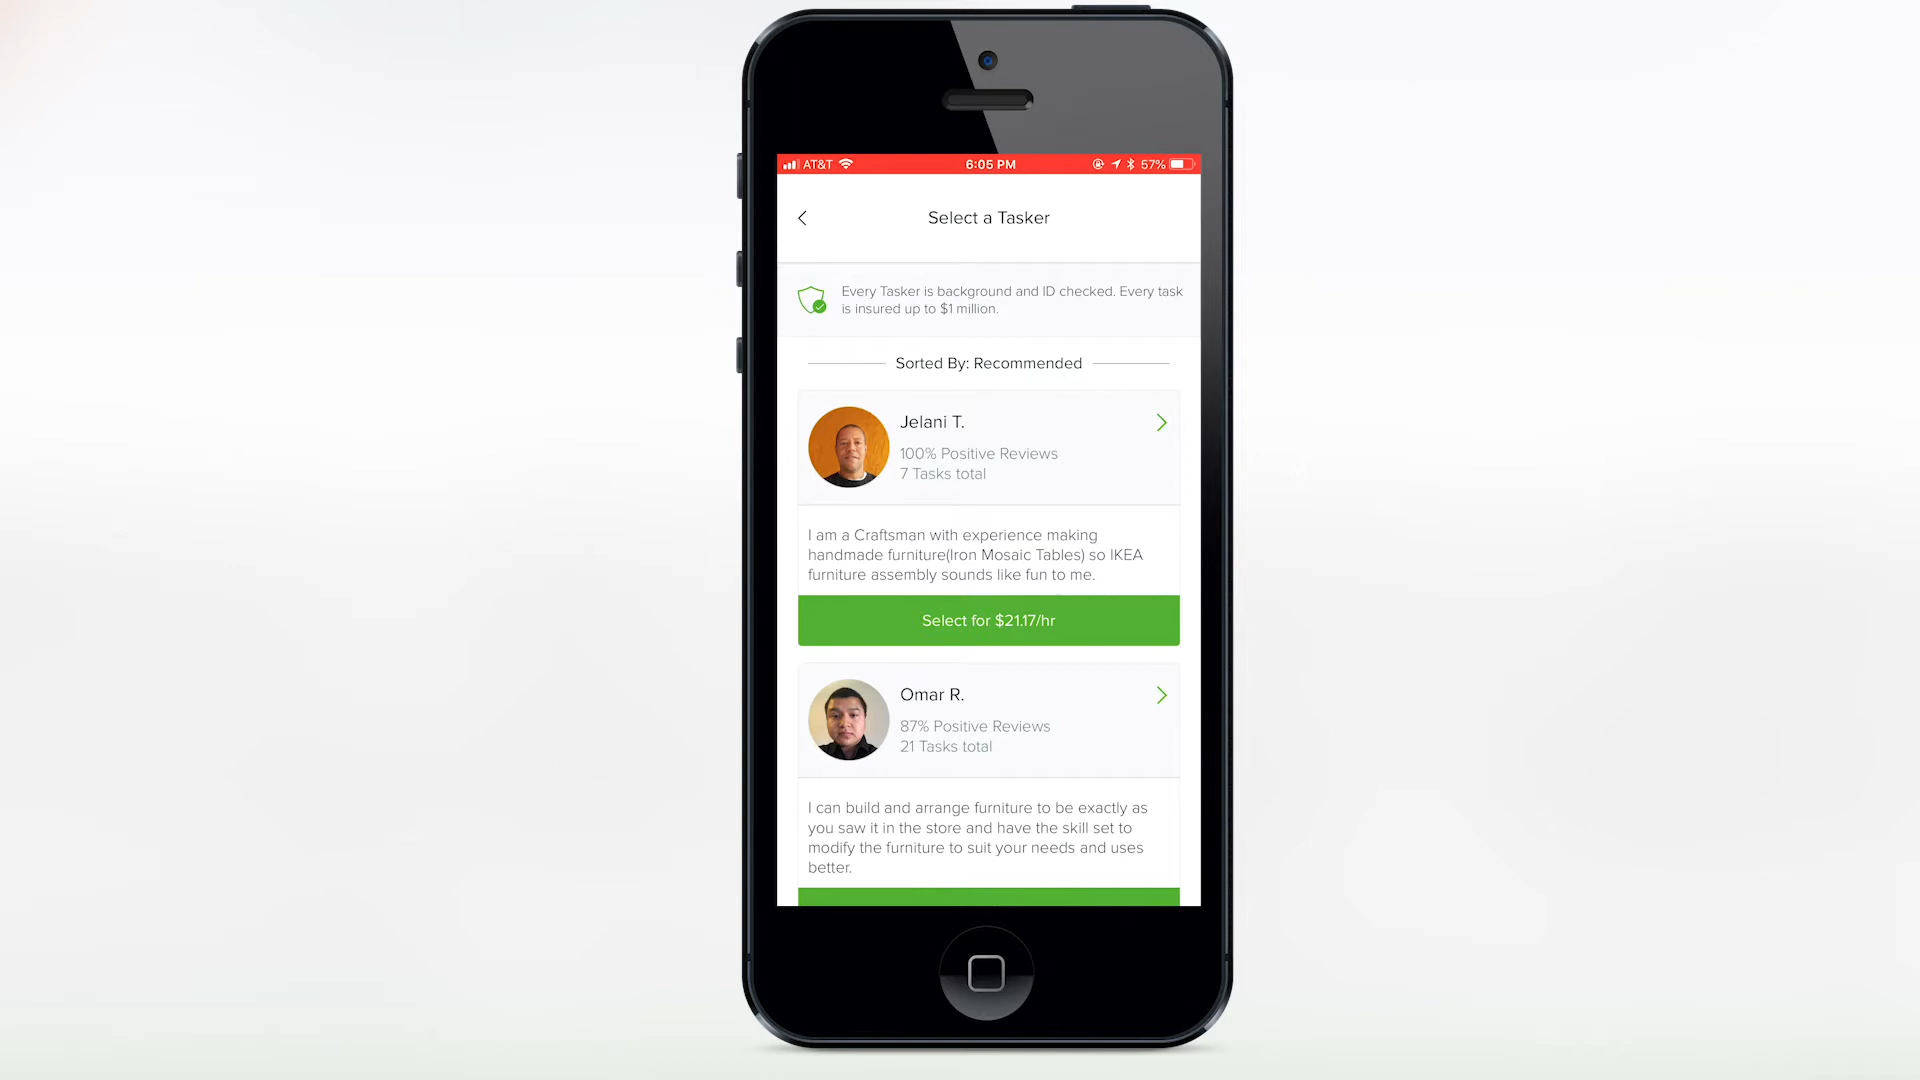 AT&T 6:05 PM 57%
Select a Tasker
Every Tasker is background and ID checked. Every task
is insured up to $1 million.
Sorted By: Recommended
Jelani T.
100% Positive Reviews
7 Tasks total
I am a Craftsman with experience making
handmade furniture(Iron Mosaic Tables) so IKEA
furniture assembly sounds like fun to me.
Select for $21.17/hr
Omar R.
87% Positive Reviews
21 Tasks total
I can build and arrange furniture to be exactly as
you saw it in the store and have the skill set to
modify the furniture to suit your needs and uses
better.